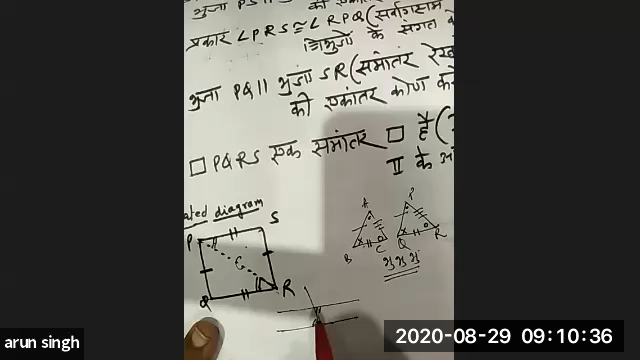 भुजा PS ||
प्रकार ∠PRS ≅ ∠RPQ (सर्वांगसम
त्रिभुजों के संगत
भुजा PQ || भुजा SR (समांतर
की एकांतर कोण
□ PQRS एक समांतर □ है
II के
ated diagram
S
P
A
P
B
C
Q
R
भु भु भु
Q
R
arun singh
2020-08-29 09:10:36